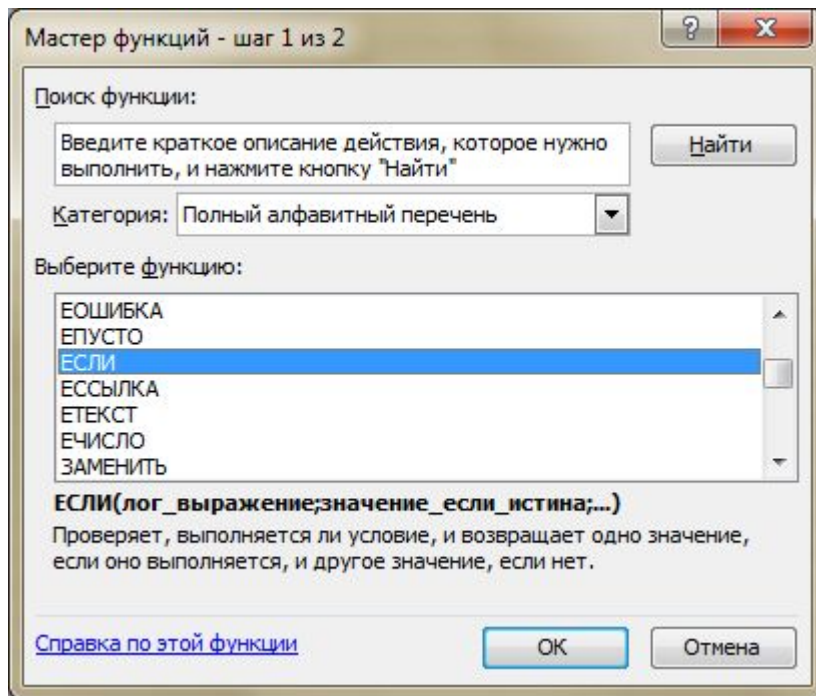 Мастер функций - шаг 1 из 2
Поиск функции:
Введите краткое описание действия, которое нужно
выполнить, и нажмите кнопку "Найти"
Найти
Категория: Полный алфавитный перечень
Выберите функцию:
ЕОШИБКА
ЕПУСТО
ЕСЛИ
ЕССЫЛКА
ЕТЕКСТ
ЕЧИСЛО
ЗАМЕНИТЬ
ЕСЛИ(лог_выражение;значение_если_истина;...)
Проверяет, выполняется ли условие, и возвращает одно значение,
если оно выполняется, и другое значение, если нет.
Справка по этой функции
ОК
Отмена